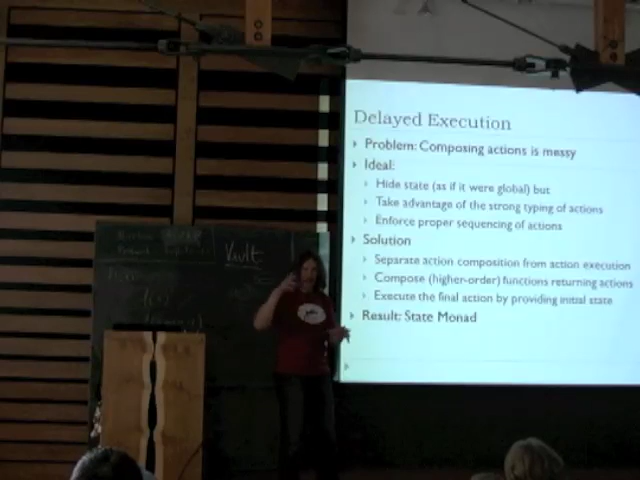 Delayed Execution
Problem: Composing actions is messy
Ideal:
Hide state (as if it were global) but
Take advantage of the strong typing of actions
Enforce proper sequencing of actions
Solution
Separate action composition from action execution
Compose (higher-order) functions returning actions
Execute the final action by providing initial state
Result: State Monad
Vault